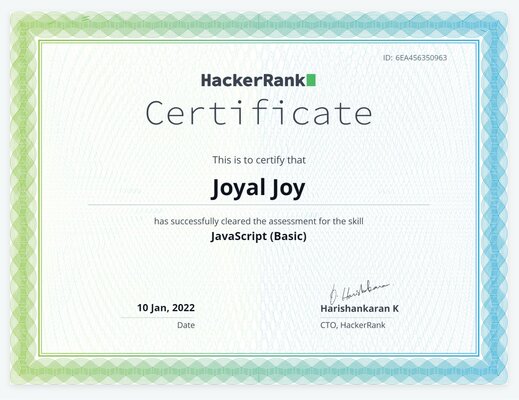 ID: 6EA456350963
HackerRank
Certificate
This is to certify that
Joyal Joy
has successfully cleared the assessment for the skill
JavaScript (Basic)
10 Jan, 2022
Date
Harishankaran K
CTO, HackerRank